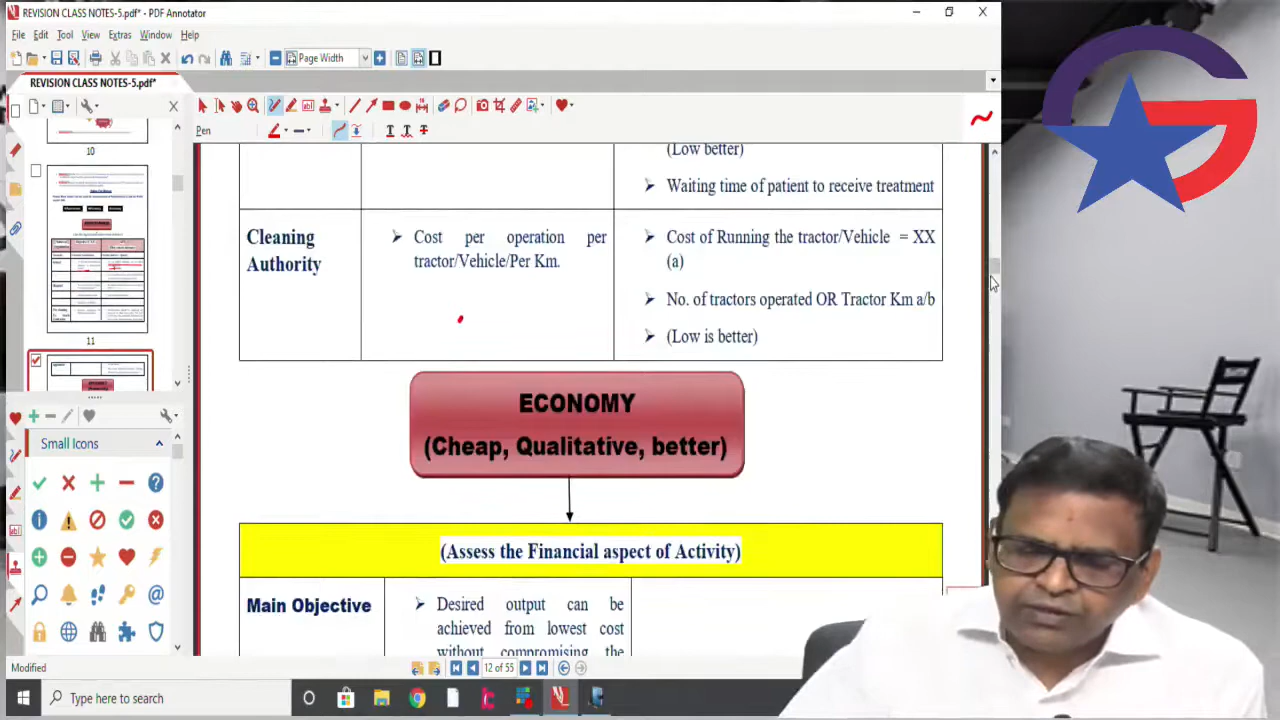 REVISION CLASS NOTES-5.pdf* - PDF Annotator
File Edit Tool View Extras Window Help
Page Width
REVISION CLASS NOTES-5.pdf*
Pen
10
11
(Low better)
Waiting time of patient to receive treatment
Cleaning Authority
Cost per operation per
tractor/Vehicle/Per Km.
Cost of Running the tractor/Vehicle = XX
(a)
No. of tractors operated OR Tractor Km a/b
(Low is better)
ECONOMY
(Cheap, Qualitative, better)
(Assess the Financial aspect of Activity)
Main Objective
Desired output can be
achieved from lowest cost
without compromising the
Small Icons
Modified
12 of 55
Type here to search